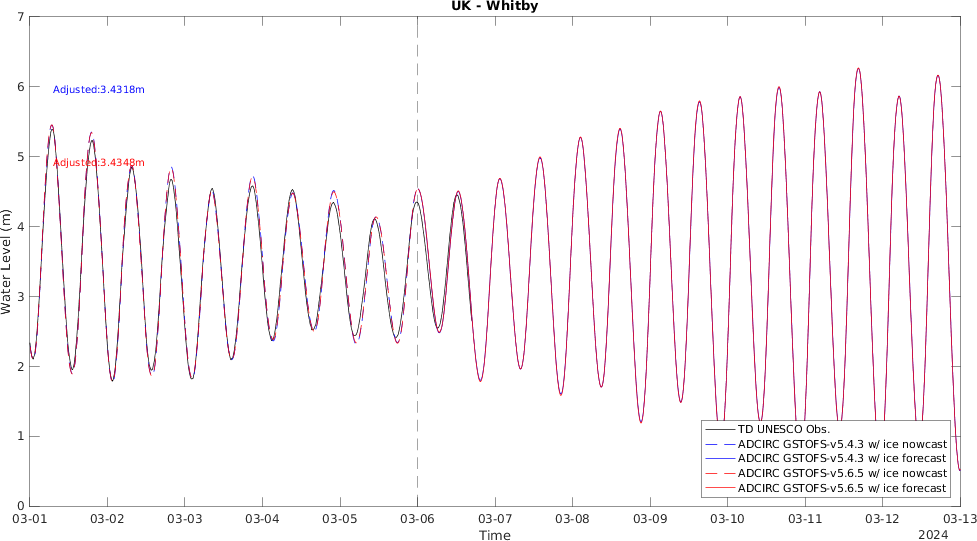 UK - Whitby
7
6
5
4
3
2
1
0
Water Level (m)
Adjusted:3.4318m
Adjusted:3.4348m
TD UNESCO Obs.
ADCIRC GSTOFS-v5.4.3 w/ ice nowcast
ADCIRC GSTOFS-v5.4.3 w/ ice forecast
ADCIRC GSTOFS-v5.6.5 w/ ice nowcast
ADCIRC GSTOFS-v5.6.5 w/ ice forecast
03-01 03-02 03-03 03-04 03-05 03-06 03-07 03-08 03-09 03-10 03-11 03-12 03-13
Time
2024